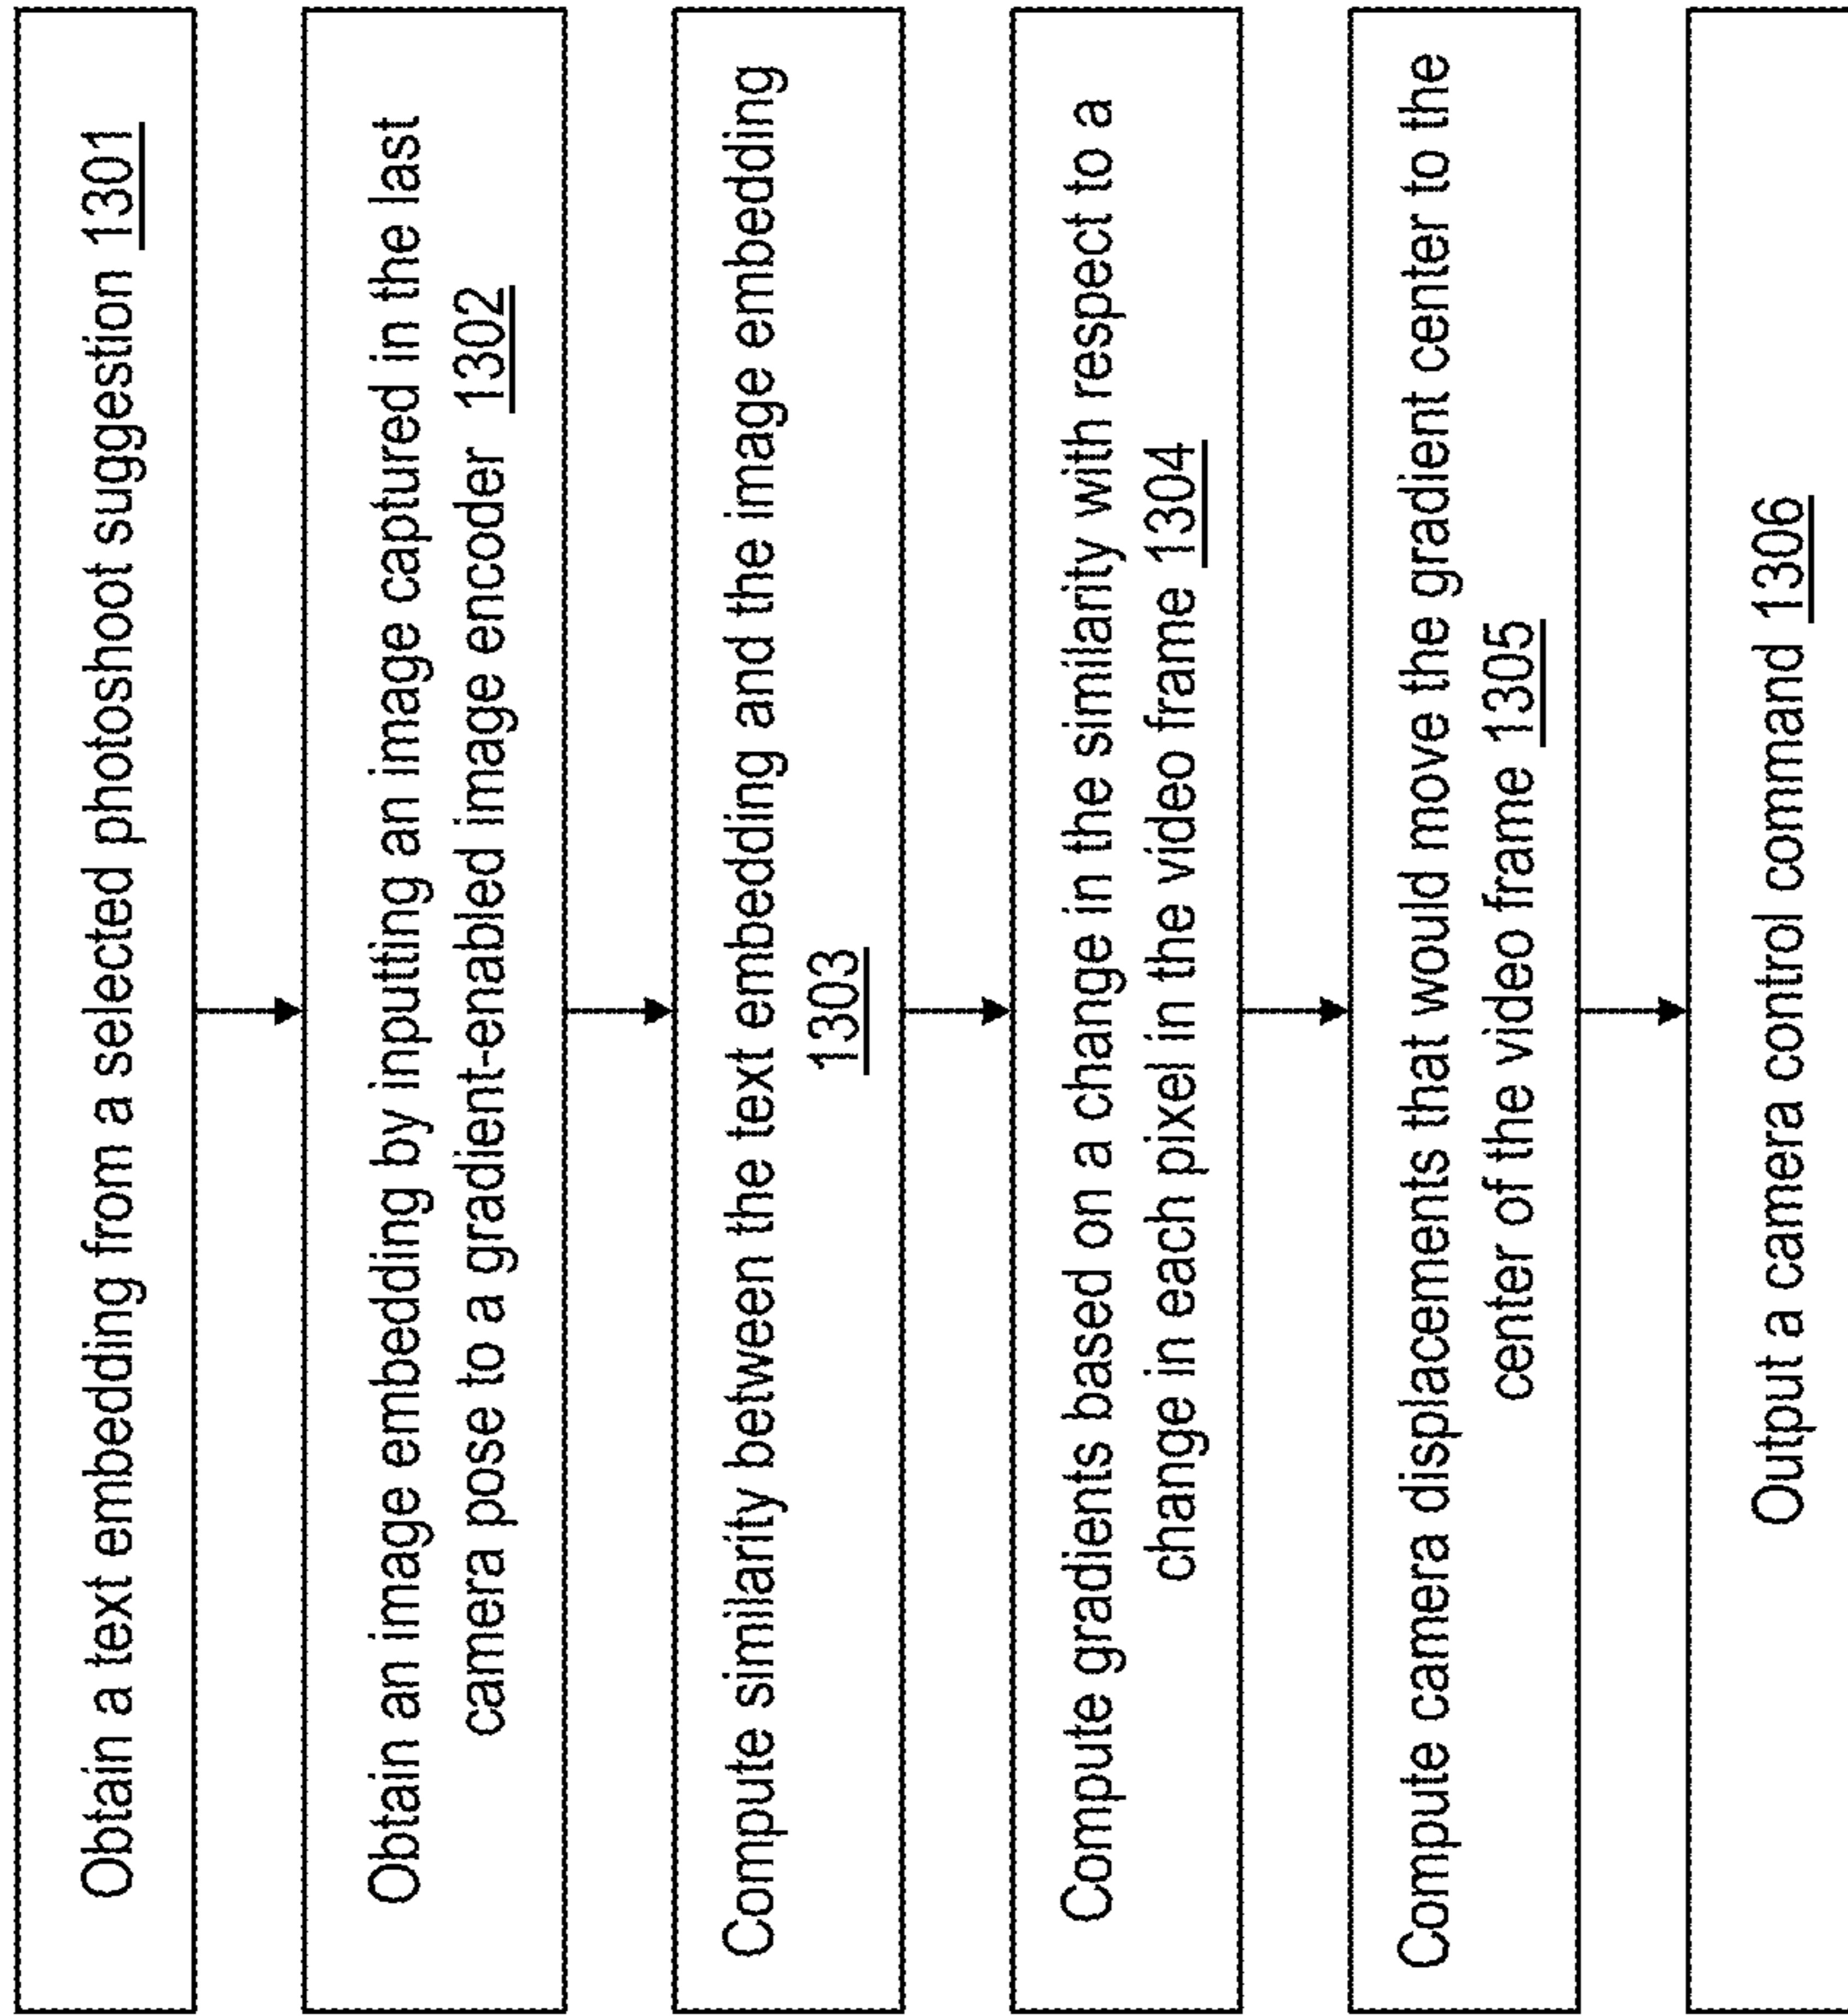 Obtain a text embedding from a selected photoshoot suggestion 1301
Obtain an image embedding by inputting an image captured in the last
camera pose to a gradient-enabled image encoder 1302
Compute similarity between the text embedding and the image embedding
1303
Compute gradients based on a change in the similarity with respect to a
change in each pixel in the video frame 1304
Compute camera displacements that would move the gradient center to the
center of the video frame 1305
Output a camera control command 1306